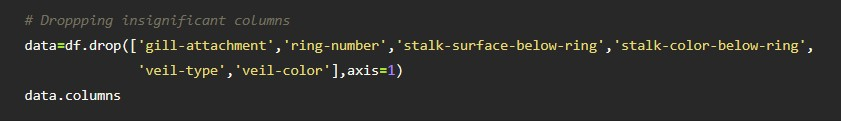 # Droppping insignificant columns
data=df.drop(['gill-attachment','ring-number','stalk-surface-below-ring','stalk-color-below-ring',
'veil-type','veil-color'],axis=1)
data.columns